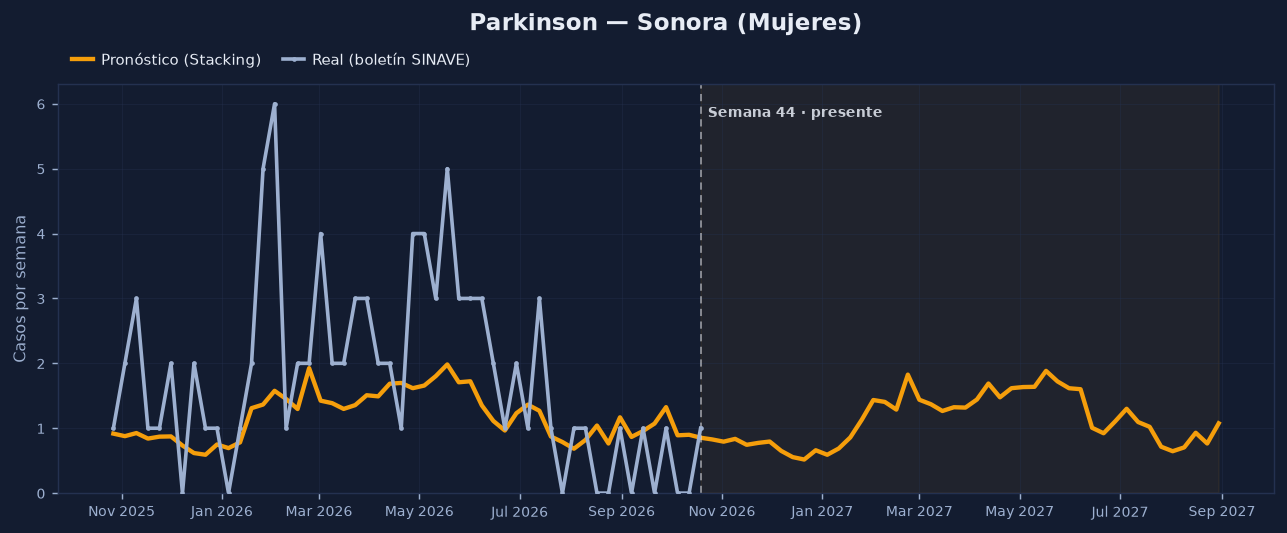 Parkinson — Sonora (Mujeres)
Pronóstico (Stacking) Real (boletín SINAVE)
Semana 44 · presente
Casos por semana
6
5
4
3
2
1
0
Nov 2025 Jan 2026 Mar 2026 May 2026 Jul 2026 Sep 2026 Nov 2026 Jan 2027 Mar 2027 May 2027 Jul 2027 Sep 2027